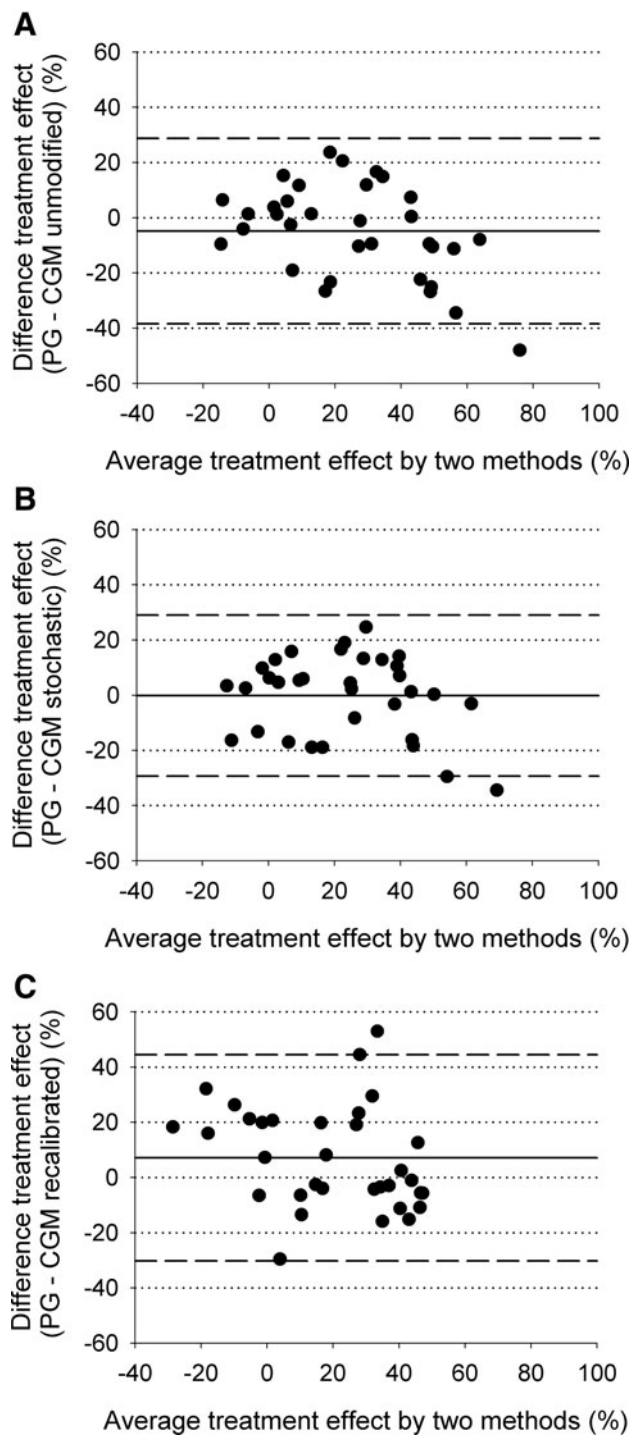 A
Difference treatment effect
(PG - CGM unmodified) (%)
60
40
20
0
-20
-40
-60
-40 -20 0 20 40 60 80 100
Average treatment effect by two methods (%)
B
Difference treatment effect
(PG - CGM stochastic) (%)
60
40
20
0
-20
-40
-60
-40 -20 0 20 40 60 80 100
Average treatment effect by two methods (%)
C
Difference treatment effect
(PG - CGM recalibrated) (%)
60
40
20
0
-20
-40
-60
-40 -20 0 20 40 60 80 100
Average treatment effect by two methods (%)